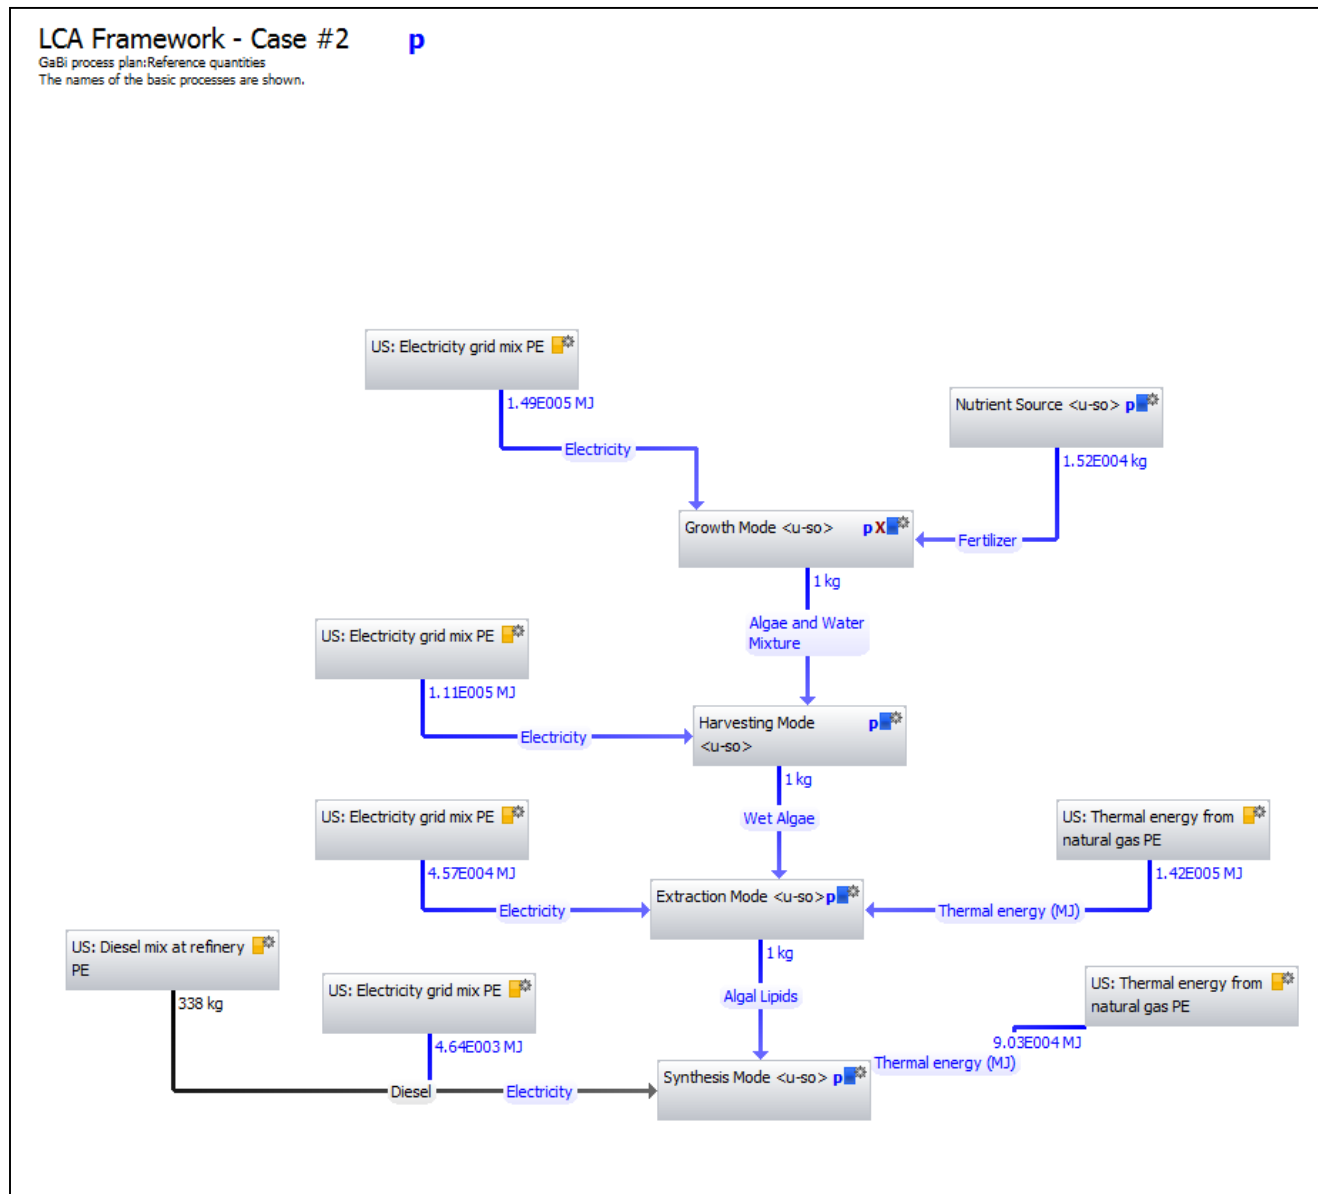 LCA Framework - Case #2 p
GaBi process plan:Reference quantities
The names of the basic processes are shown.
US: Electricity grid mix PE
1.49E005 MJ
Electricity
Nutrient Source <u-so> p
1.52E004 kg
Fertilizer
Growth Mode <u-so> p X
1 kg
Algae and Water
Mixture
US: Electricity grid mix PE
1.11E005 MJ
Electricity
Harvesting Mode p
<u-so>
1 kg
Wet Algae
US: Electricity grid mix PE
4.57E004 MJ
Electricity
US: Thermal energy from
natural gas PE
1.42E005 MJ
Thermal energy (MJ)
Extraction Mode <u-so> p
1 kg
Algal Lipids
US: Diesel mix at refinery
PE
338 kg
Diesel
US: Electricity grid mix PE
4.64E003 MJ
Electricity
US: Thermal energy from
natural gas PE
9.03E004 MJ
Thermal energy (MJ)
Synthesis Mode <u-so> p